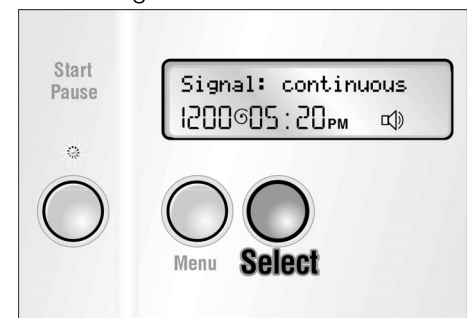 Start
Pause
Signal: continuous
1200 05:20PM
Menu
Select